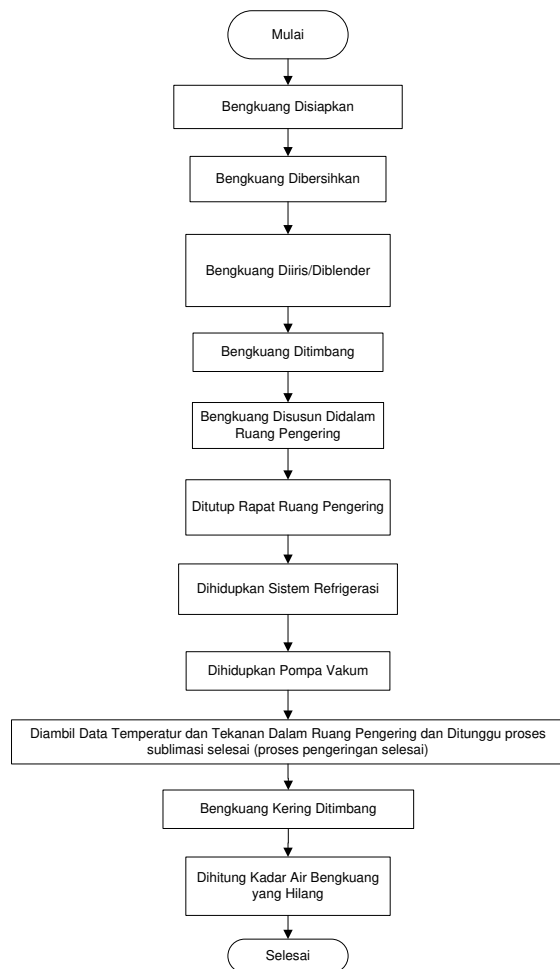 Mulai
Bengkuang Disiapkan
Bengkuang Dibersihkan
Bengkuang Diiris/Diblender
Bengkuang Ditimbang
Bengkuang Disusun Didalam
Ruang Pengering
Ditutup Rapat Ruang Pengering
Dihidupkan Sistem Refrigerasi
Dihidupkan Pompa Vakum
Diambil Data Temperatur dan Tekanan Dalam Ruang Pengering dan Ditunggu proses
sublimasi selesai (proses pengeringan selesai)
Bengkuang Kering Ditimbang
Dihitung Kadar Air Bengkuang
yang Hilang
Selesai